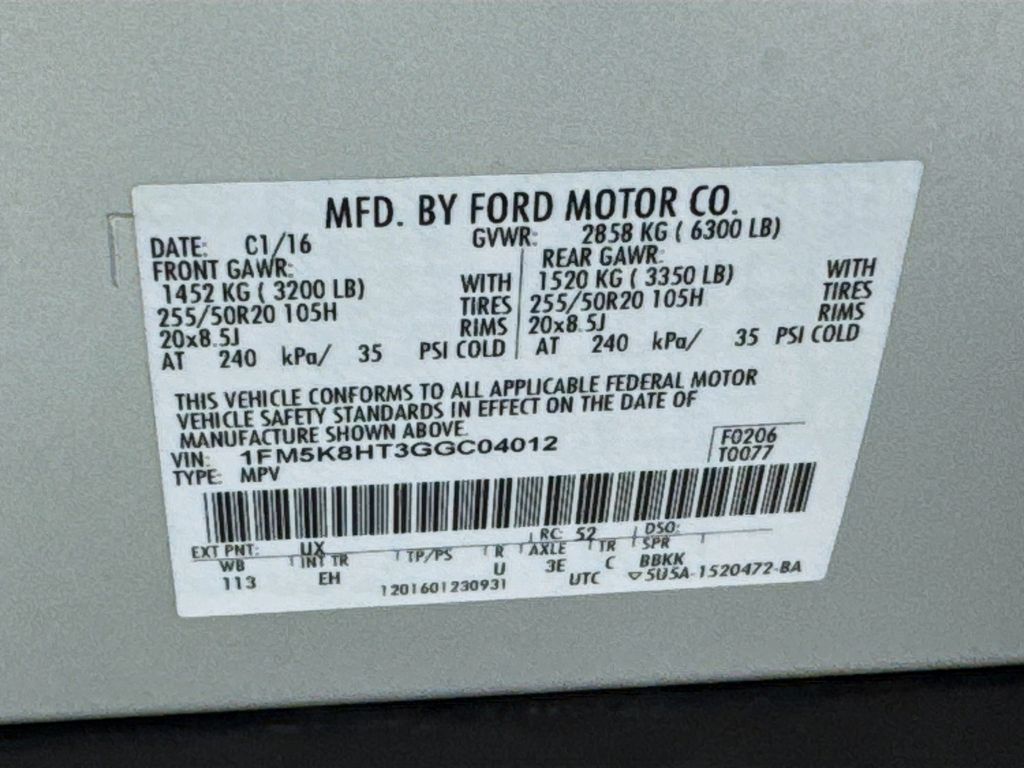 MFD. BY FORD MOTOR CO.
DATE: C1/16 GVWR: 2858 KG ( 6300 LB)
FRONT GAWR: REAR GAWR:
1452 KG ( 3200 LB) WITH 1520 KG ( 3350 LB) WITH
255/50R20 105H TIRES 255/50R20 105H TIRES
20x8.5J RIMS 20x8.5J RIMS
AT 240 kPa/ 35 PSI COLD AT 240 kPa/ 35 PSI COLD
THIS VEHICLE CONFORMS TO ALL APPLICABLE FEDERAL MOTOR
VEHICLE SAFETY STANDARDS IN EFFECT ON THE DATE OF
MANUFACTURE SHOWN ABOVE.
VIN: 1FM5K8HT3GGC04012 F0206
TYPE: MPV T0077
EXT PNT: UX RC: 52 DSO:
WB INT TR TP/PS R AXLE TR SPR
113 EH U 3E C BBKK
1201601230931 UTC ▽5U5A-1520472-BA